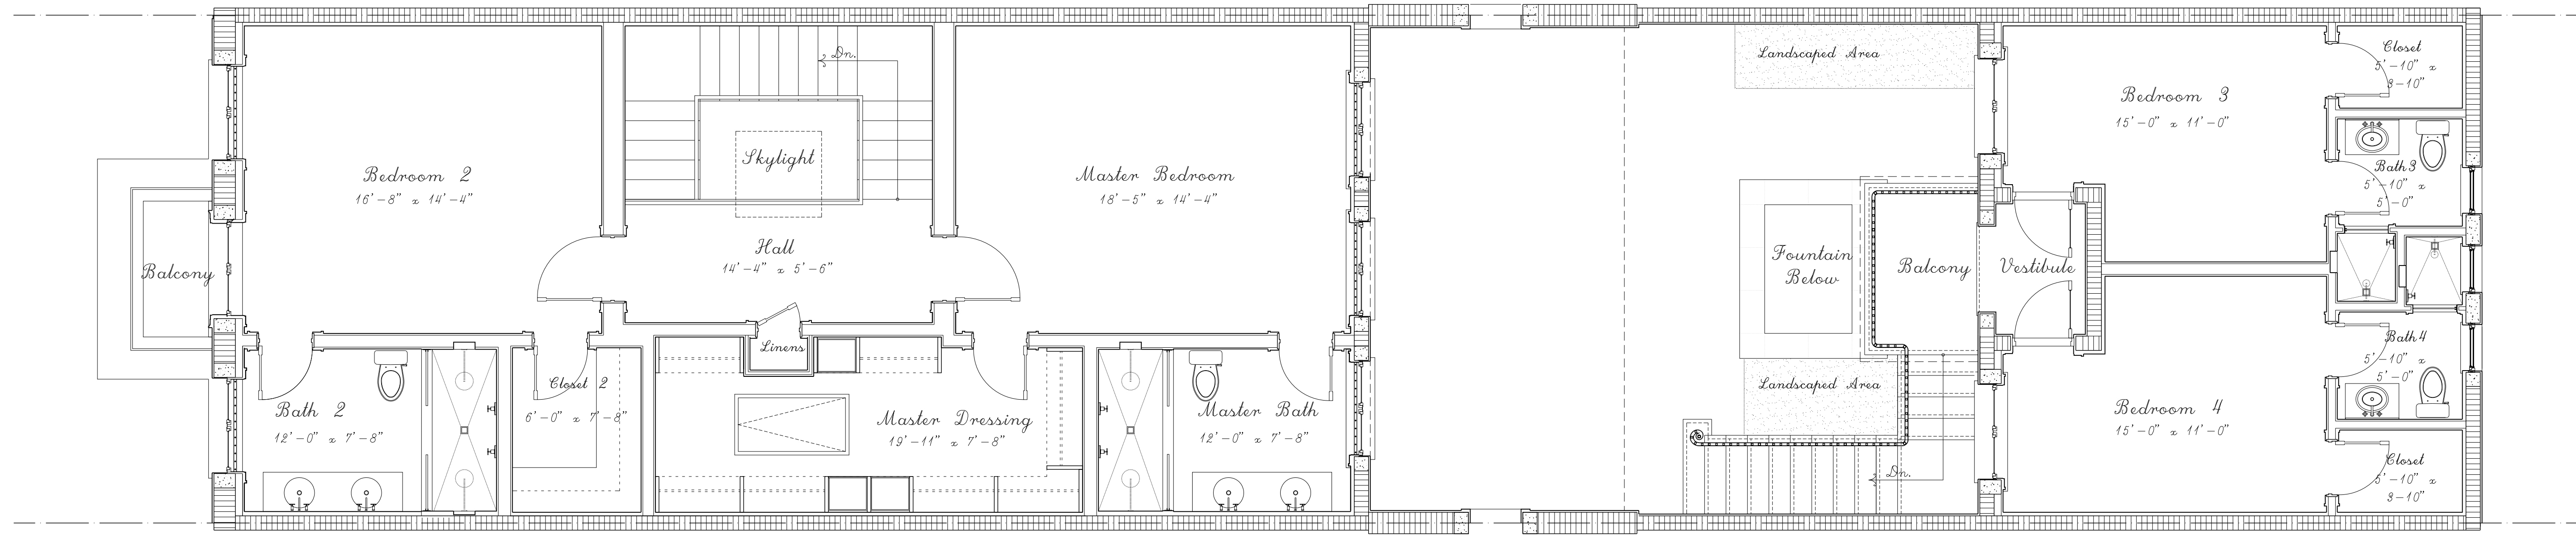 Balcony
Bedroom 2
16'-8" x 14'-4"
Bath 2
12'-0" x 7'-8"
Closet 2
6'-0" x 7'-8"
Dn.
Skylight
Hall
14'-4" x 5'-6"
Linens
Master Dressing
19'-11" x 7'-8"
Master Bedroom
18'-5" x 14'-4"
Master Bath
12'-0" x 7'-8"
Landscaped Area
Fountain
Below
Balcony
Vestibule
Landscaped Area
Dn.
Bedroom 3
15'-0" x 11'-0"
Closet
5'-10" x
3-10"
Bath 3
5'-10" x
5'-0"
Bath 4
5'-10" x
5'-0"
Bedroom 4
15'-0" x 11'-0"
Closet
5'-10" x
3-10"